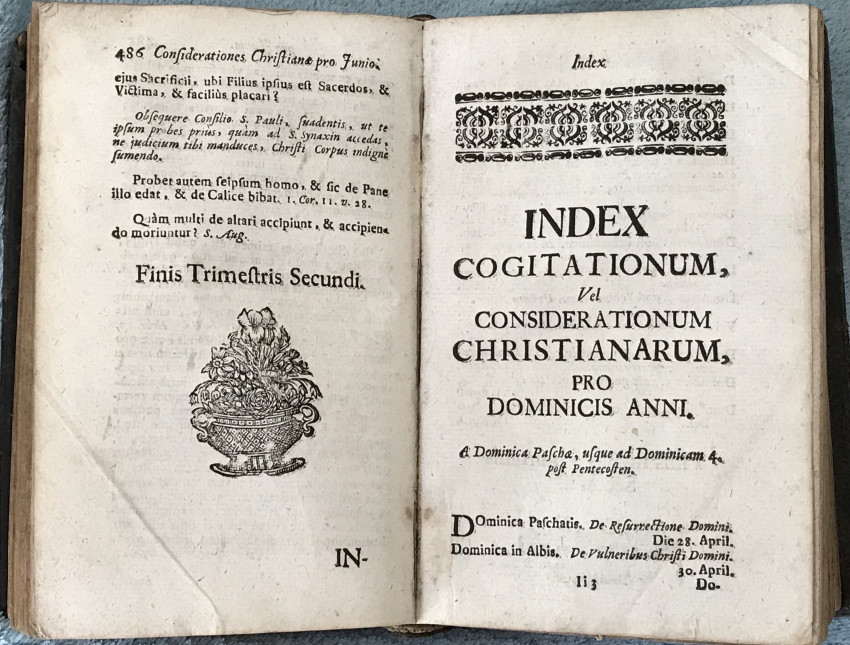 486 Conſiderationes Chriſtianæ pro Junio.
ejus Sacrificii, ubi Filius ipſius eſt Sacerdos, &
Victima, & faciliùs placari?
Obſequere Conſilio S. Pauli, ſuadentis, ut te
ipſum probes prius, quàm ad S. Synaxin accedas,
ne judicium tibi manduces, Chriſti Corpus indignè
ſumendo.
Probet autem ſeipſum homo, & ſic de Pane
illo edat, & de Calice bibat. 1. Cor. 11. v. 28.
Quàm multi de altari accipiunt, & accipien-
do moriuntur? S. Aug.
Finis Trimeſtris Secundi.
IN-
Index
INDEX
COGITATIONUM,
Vel
CONSIDERATIONUM
CHRISTIANARUM,
PRO
DOMINICIS ANNI.
A Dominica Paſchæ, uſque ad Dominicam 4.
poſt Pentecoſten.
DOminica Paſchatis. De Reſurrectione Domini.
Die 28. April.
Dominica in Albis. De Vulneribus Chriſti Domini.
30. April.
Ii 3
Do-